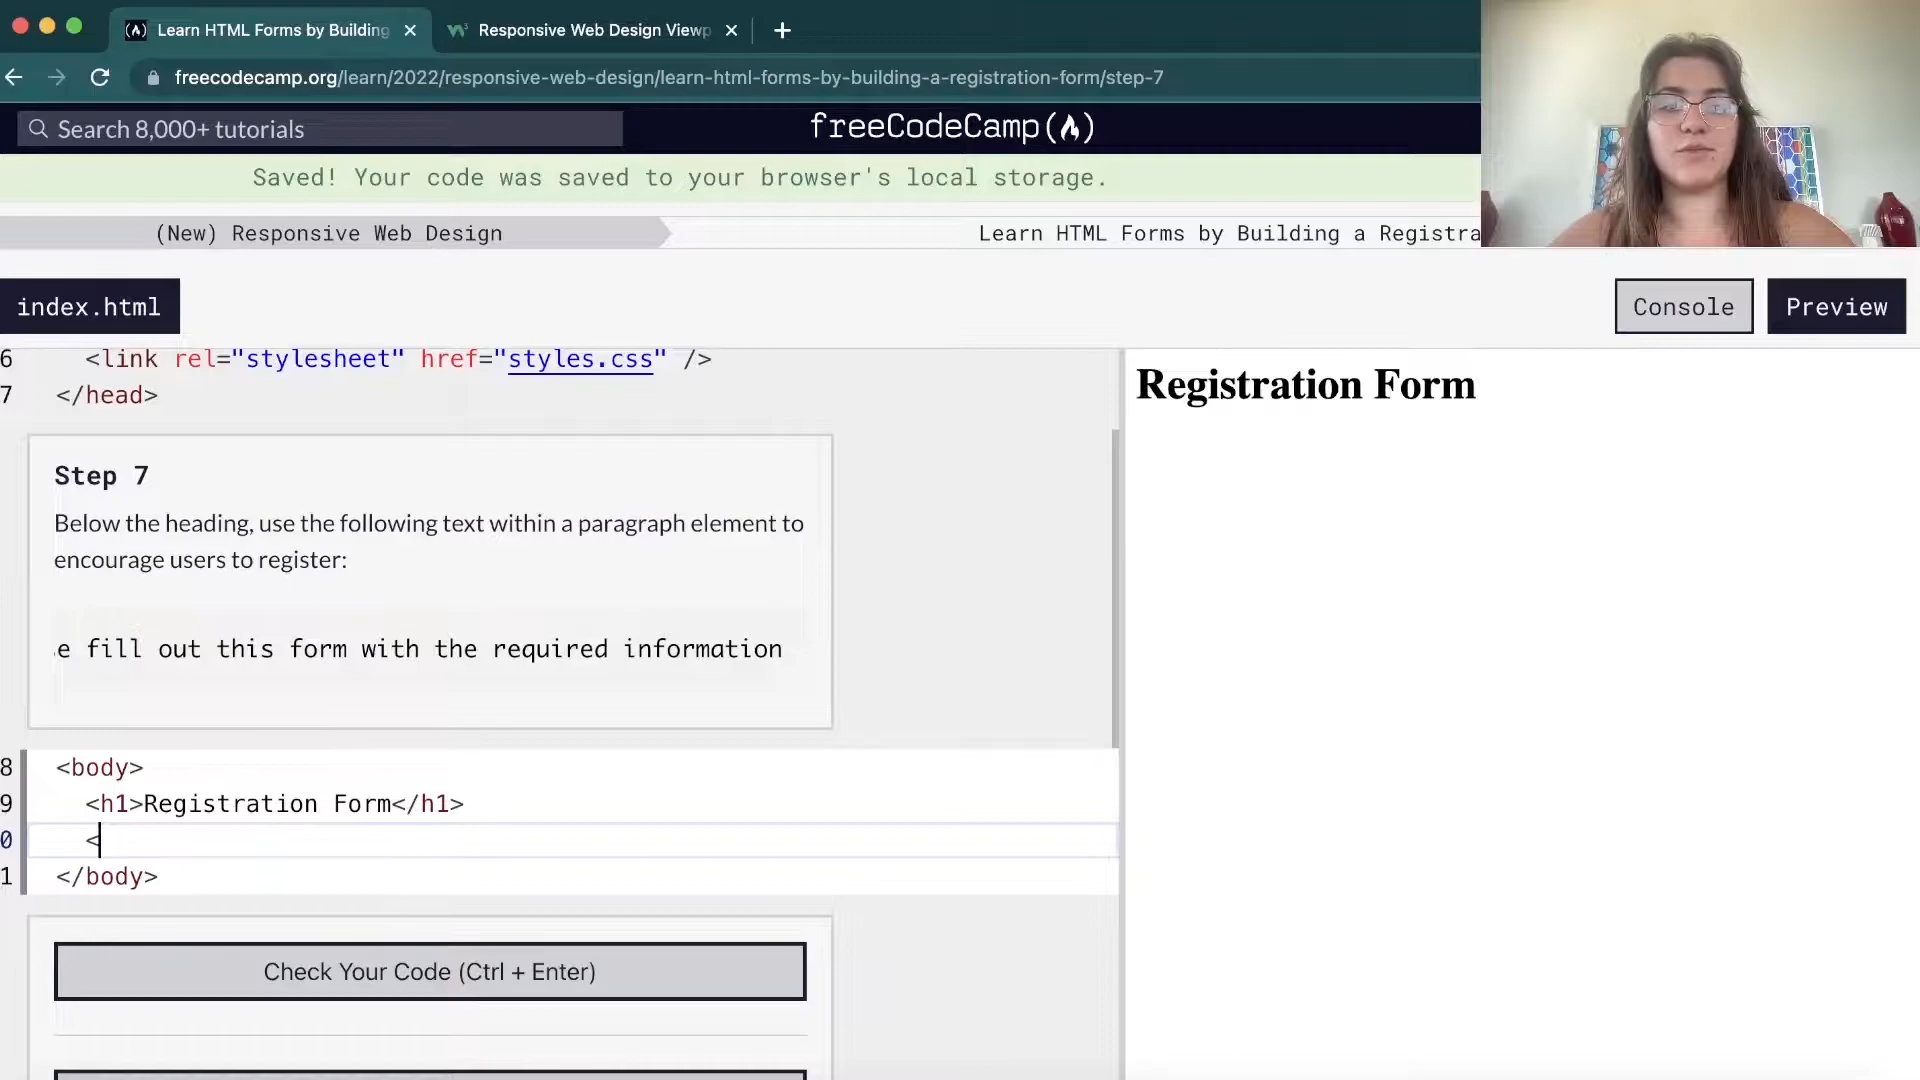 Learn HTML Forms by Building
Responsive Web Design Viewp
freecodecamp.org/learn/2022/responsive-web-design/learn-html-forms-by-building-a-registration-form/step-7
Search 8,000+ tutorials
freeCodeCamp(🔥)
Saved! Your code was saved to your browser's local storage.
(New) Responsive Web Design
Learn HTML Forms by Building a Registra
index.html
Console
Preview
6 <link rel="stylesheet" href="styles.css" />
7 </head>
Registration Form
Step 7
Below the heading, use the following text within a paragraph element to
encourage users to register:
e fill out this form with the required information
8 <body>
9 <h1>Registration Form</h1>
0 <
1 </body>
Check Your Code (Ctrl + Enter)